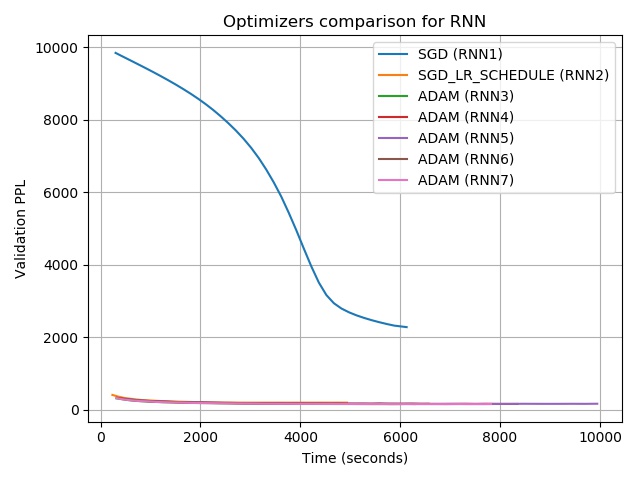 Optimizers comparison for RNN
SGD (RNN1)
SGD_LR_SCHEDULE (RNN2)
ADAM (RNN3)
ADAM (RNN4)
ADAM (RNN5)
ADAM (RNN6)
ADAM (RNN7)
Validation PPL
10000
8000
6000
4000
2000
0
0 2000 4000 6000 8000 10000
Time (seconds)